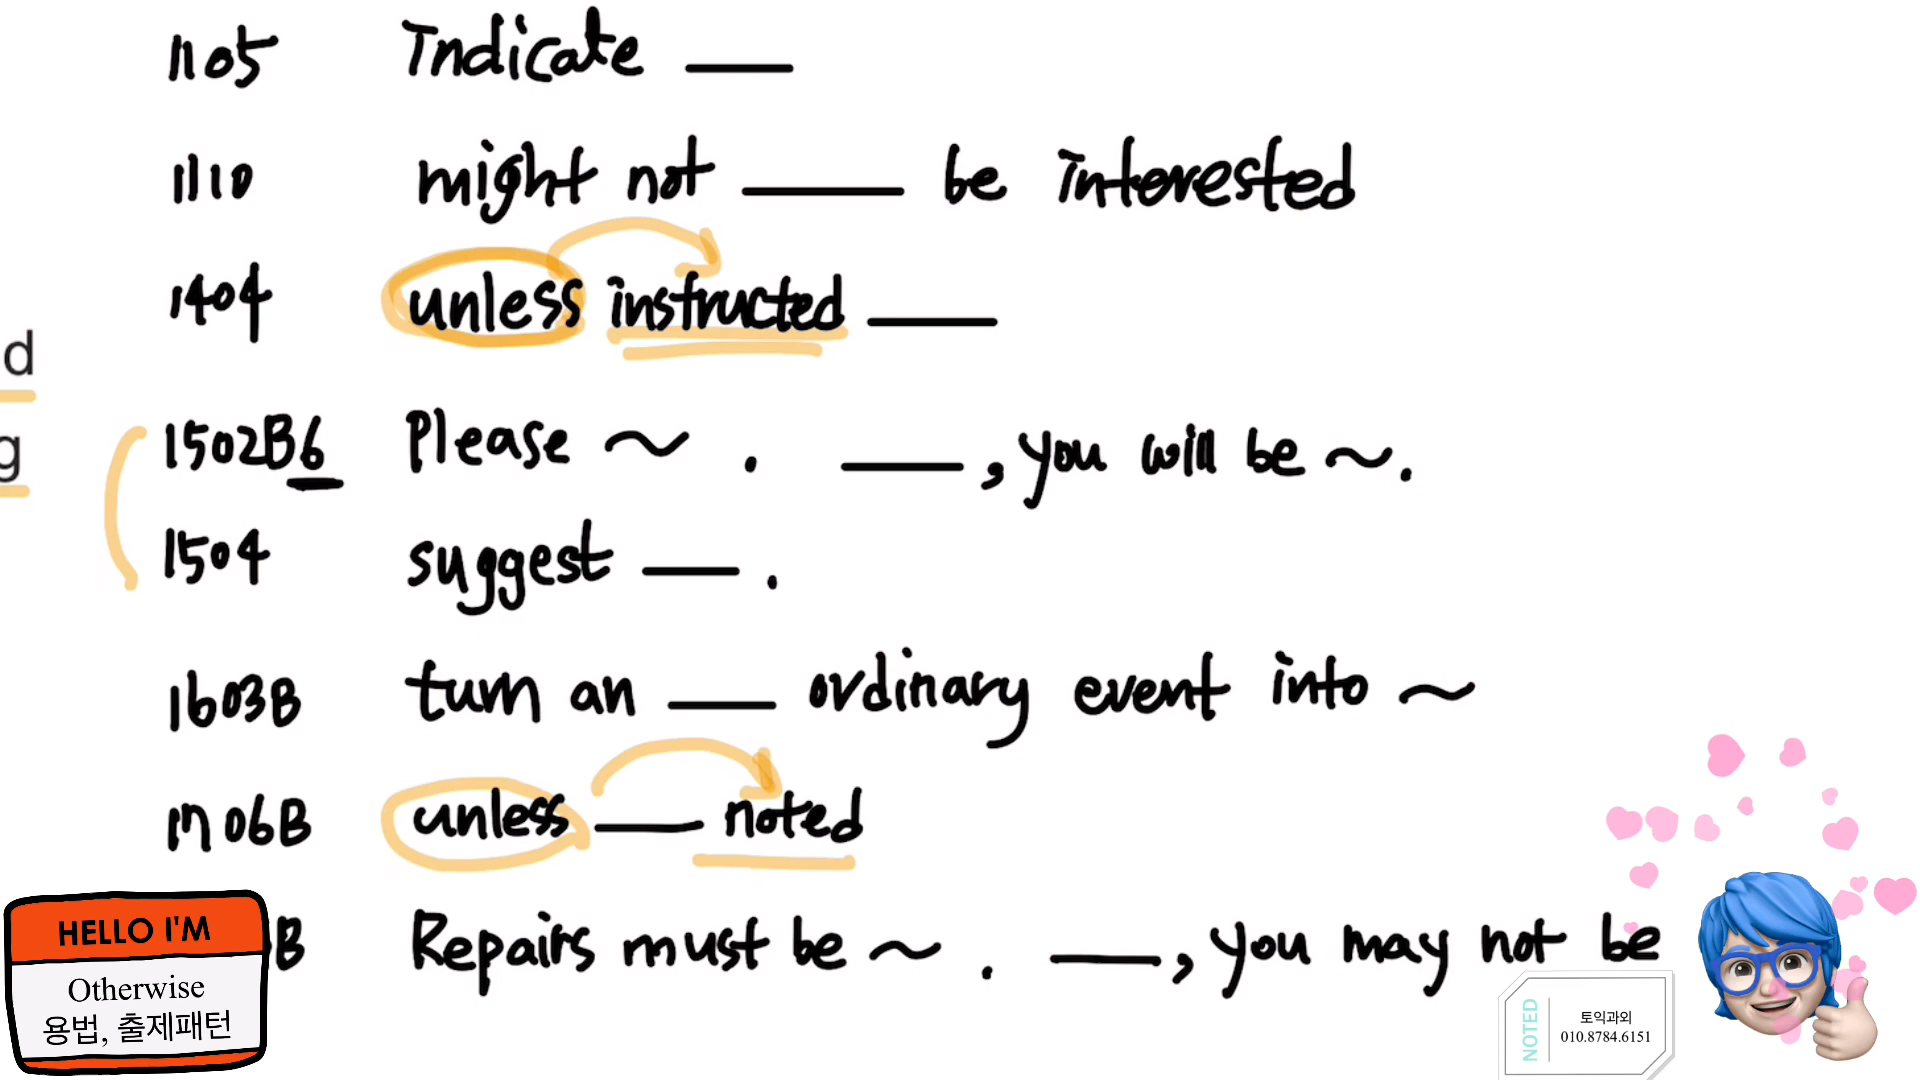 1105 Indicate ___
1110 might not ___ be interested
1404 unless instructed ___
d
1502B6 Please ~ . ___, you will be ~.
g
1504 suggest ___ .
1603B turn an ___ ordinary event into ~
1706B unless ___ noted
B Repairs must be ~ . ___, you may not be
HELLO I'M
Otherwise
용법, 출제패턴
NOTED
토익과외
010.8784.6151